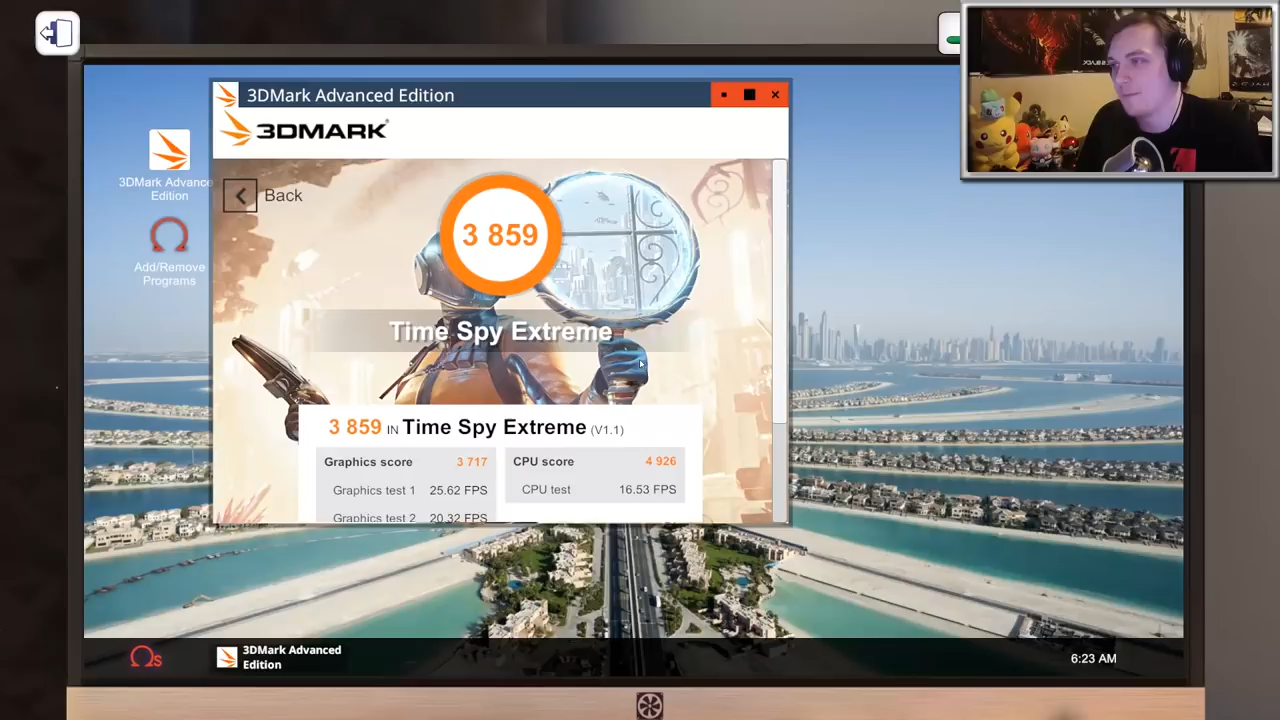 3DMark Advanced Edition
3DMARK
Back
3 859
Time Spy Extreme
3 859 IN Time Spy Extreme (V1.1)
Graphics score 3 717
Graphics test 1 25.62 FPS
Graphics test 2 20.32 FPS
CPU score 4 926
CPU test 16.53 FPS
3DMark Advance
Edition
Add/Remove
Programs
Ωs
3DMark Advanced
Edition
6:23 AM